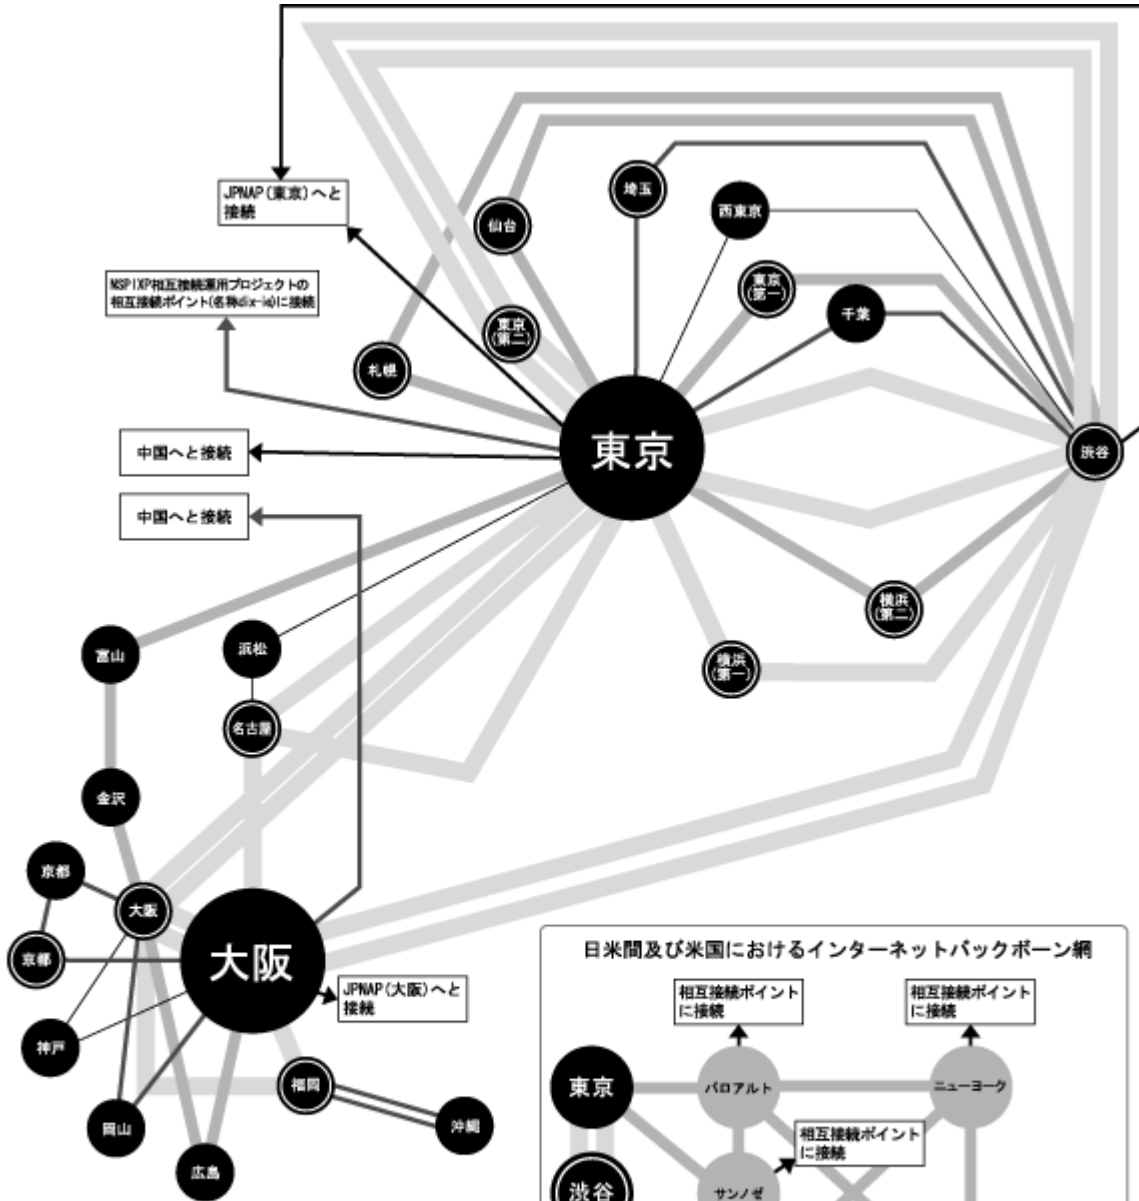 JPNAP(東京)へと
接続
埼玉
西東京
仙台
東京
(第一)
NSPIXP相互接続運用プロジェクトの
相互接続ポイント(名称dix-ie)に接続
千葉
東京
(第二)
札幌
東京
渋谷
中国へと接続
中国へと接続
横浜
(第二)
富山
浜松
横浜
(第一)
名古屋
金沢
京都
大阪
京都
大阪
日米間及び米国におけるインターネットバックボーン網
JPNAP(大阪)へと
接続
相互接続ポイント
に接続
相互接続ポイント
に接続
神戸
福岡
東京
パロアルト
ニューヨーク
岡山
沖縄
相互接続ポイント
に接続
広島
渋谷
サンノゼ